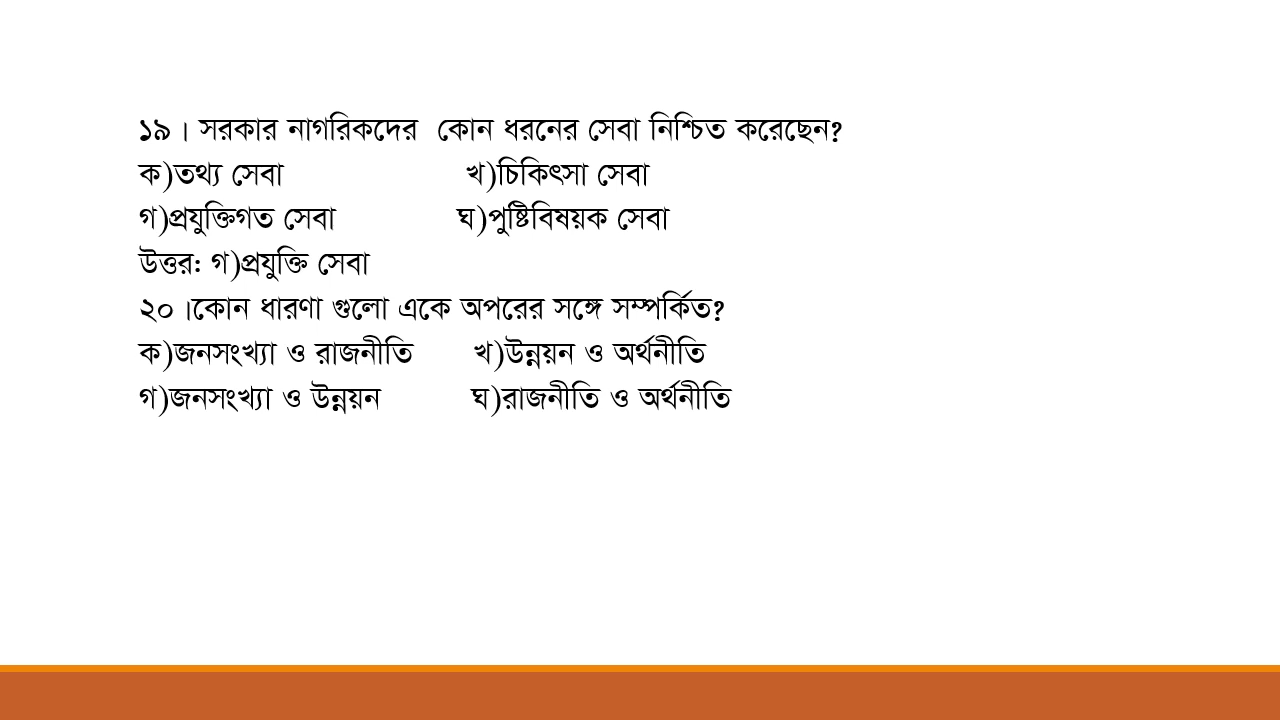 ১৯। সরকার নাগরিকদের কোন ধরনের সেবা নিশ্চিত করেছেন?
ক)তথ্য সেবা খ)চিকিৎসা সেবা
গ)প্রযুক্তিগত সেবা ঘ)পুষ্টিবিষয়ক সেবা
উত্তর: গ)প্রযুক্তি সেবা
২০।কোন ধারণা গুলো একে অপরের সঙ্গে সম্পর্কিত?
ক)জনসংখ্যা ও রাজনীতি খ)উন্নয়ন ও অর্থনীতি
গ)জনসংখ্যা ও উন্নয়ন ঘ)রাজনীতি ও অর্থনীতি